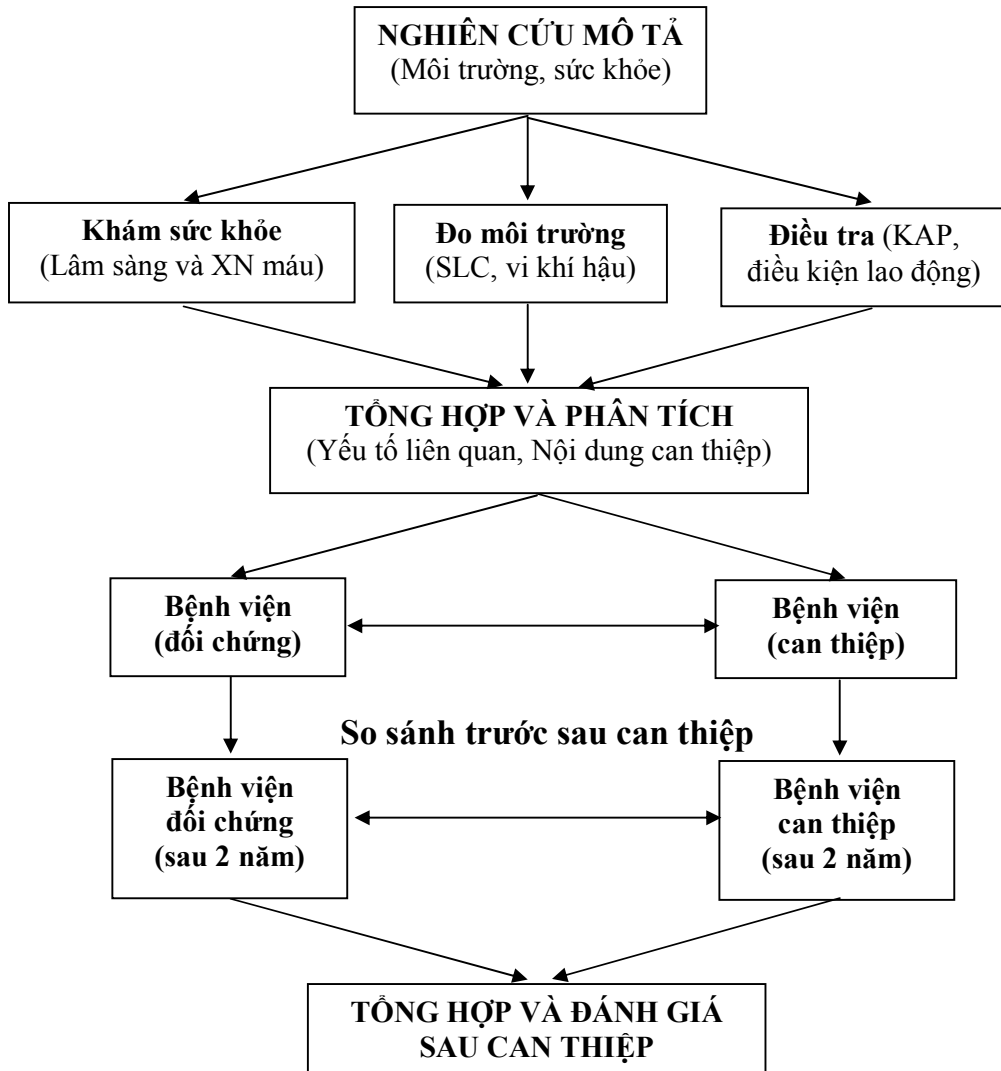 NGHIÊN CỨU MÔ TẢ
(Môi trường, sức khỏe)
Khám sức khỏe
(Lâm sàng và XN máu)
Đo môi trường
(SLC, vi khí hậu)
Điều tra (KAP,
điều kiện lao động)
TỔNG HỢP VÀ PHÂN TÍCH
(Yếu tố liên quan, Nội dung can thiệp)
Bệnh viện
(đối chứng)
Bệnh viện
(can thiệp)
So sánh trước sau can thiệp
Bệnh viện
đối chứng
(sau 2 năm)
Bệnh viện
can thiệp
(sau 2 năm)
TỔNG HỢP VÀ ĐÁNH GIÁ
SAU CAN THIỆP